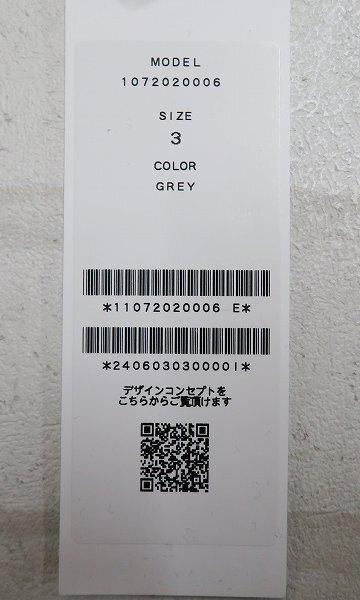 MODEL
1072020006
SIZE
3
COLOR
GREY
*11072020006 E*
*2406030300001*
デザインコンセプトを
こちらからご覧頂けます